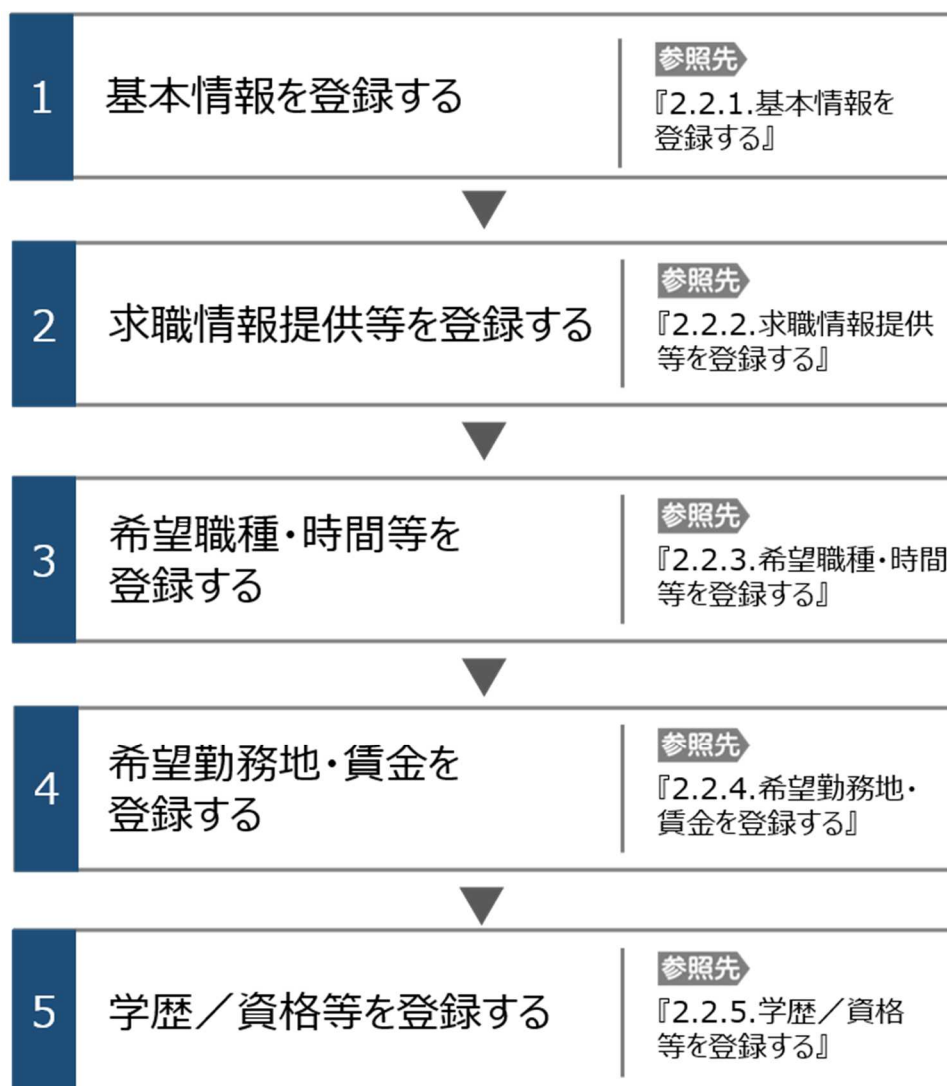 1
基本情報を登録する
参照先
『2.2.1.基本情報を
登録する』
2
求職情報提供等を登録する
参照先
『2.2.2.求職情報提供
等を登録する』
3
希望職種・時間等を
登録する
参照先
『2.2.3.希望職種・時間
等を登録する』
4
希望勤務地・賃金を
登録する
参照先
『2.2.4.希望勤務地・
賃金を登録する』
5
学歴／資格等を登録する
参照先
『2.2.5.学歴／資格
等を登録する』